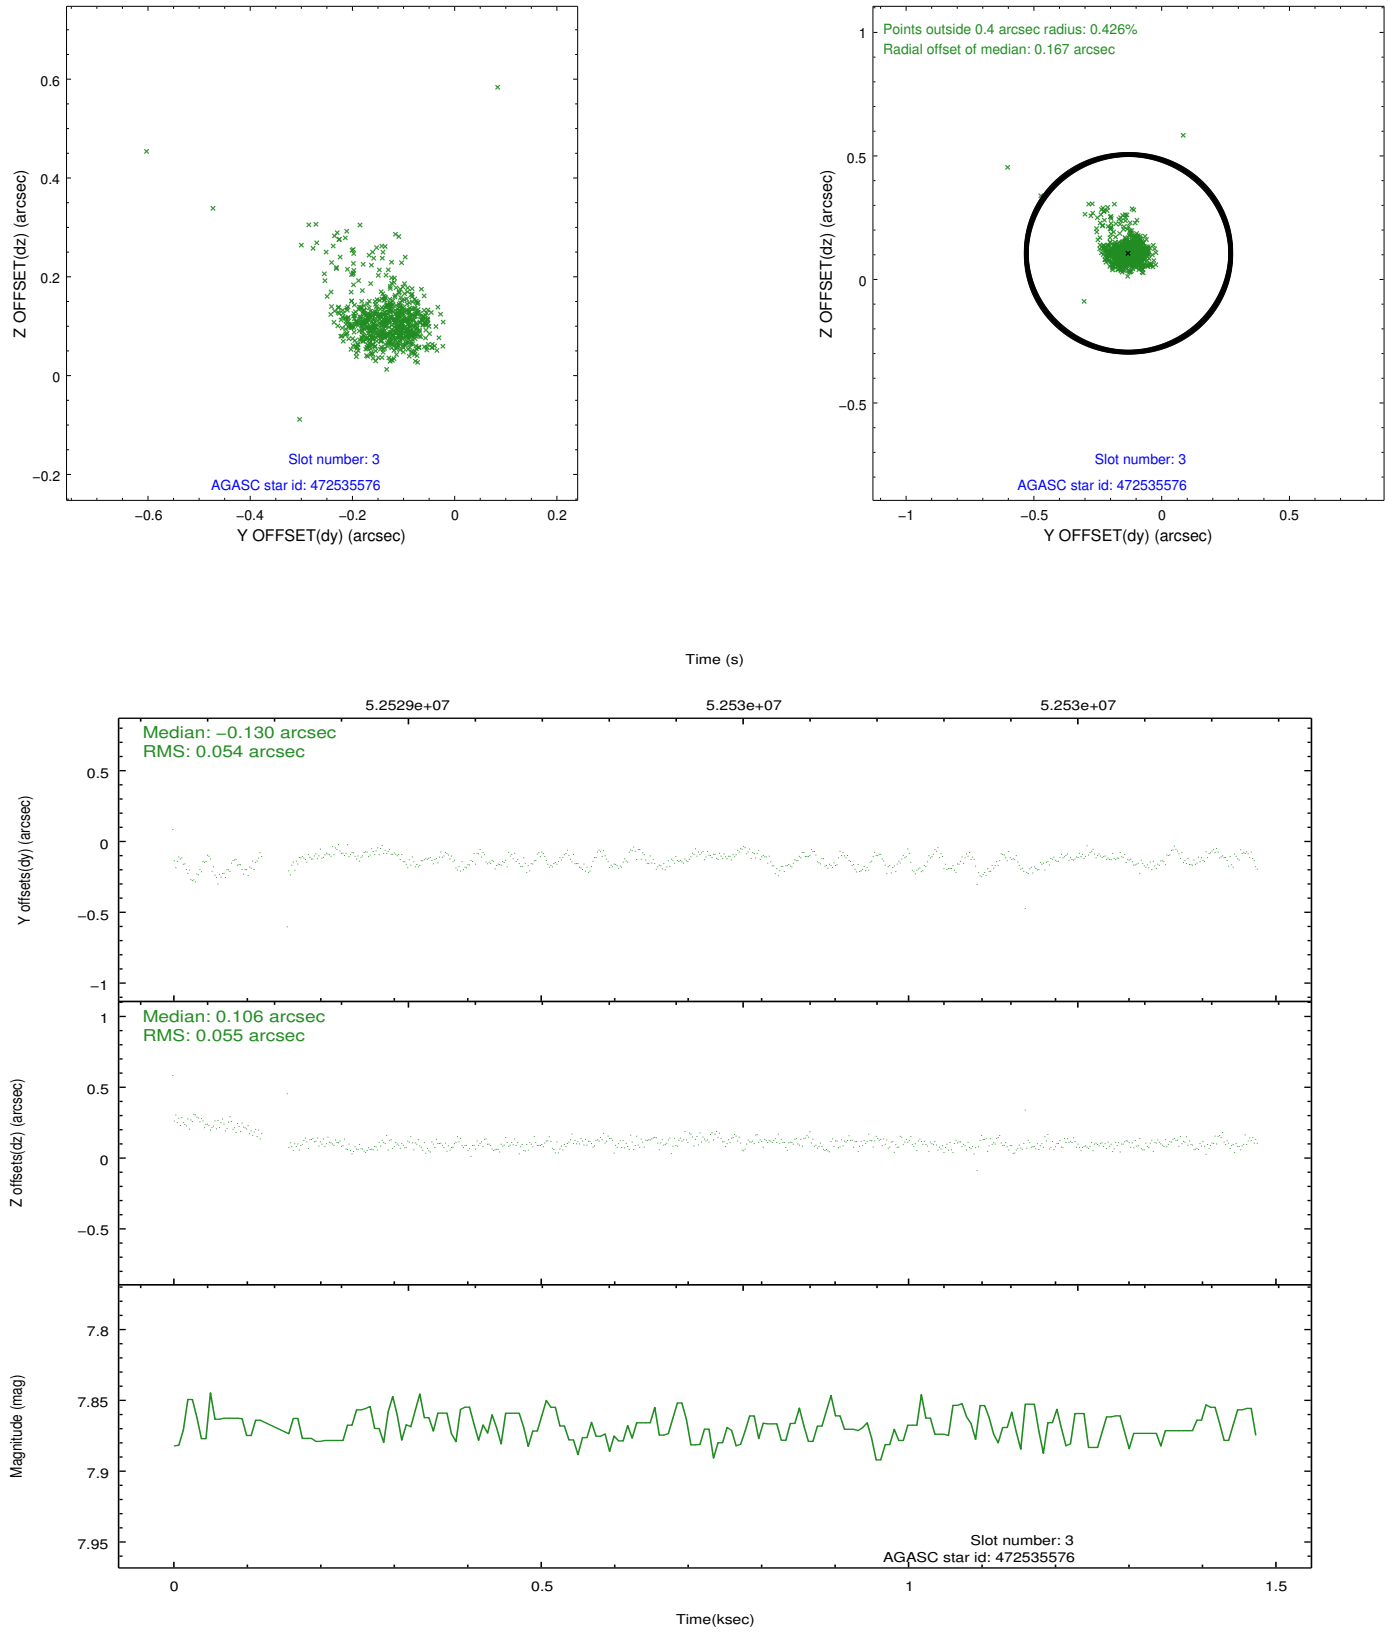 0.6
0.4
0.2
0
−0.2
Z OFFSET(dz) (arcsec)
Slot number: 3
AGASC star id: 472535576
−0.6
−0.4
−0.2
0
0.2
Y OFFSET(dy) (arcsec)
Points outside 0.4 arcsec radius: 0.426%
Radial offset of median: 0.167 arcsec
1
0.5
0
−0.5
Z OFFSET(dz) (arcsec)
Slot number: 3
AGASC star id: 472535576
−1
−0.5
0
0.5
Y OFFSET(dy) (arcsec)
Time (s)
5.2529e+07
5.253e+07
5.253e+07
Median: −0.130 arcsec
RMS: 0.054 arcsec
0.5
0
−0.5
−1
Y offsets(dy) (arcsec)
Median: 0.106 arcsec
RMS: 0.055 arcsec
1
0.5
0
−0.5
Z offsets(dz) (arcsec)
7.8
7.85
7.9
7.95
Magnitude (mag)
Slot number: 3
AGASC star id: 472535576
0
0.5
1
1.5
Time(ksec)